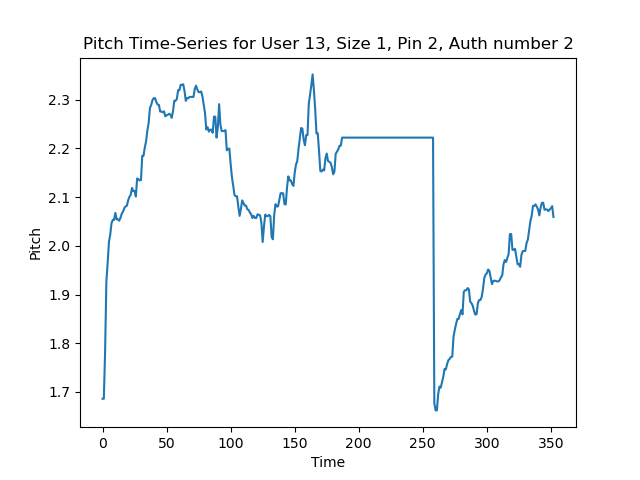 Pitch Time-Series for User 13, Size 1, Pin 2, Auth number 2
2.3
2.2
2.1
2.0
1.9
1.8
1.7
Pitch
0 50 100 150 200 250 300 350
Time